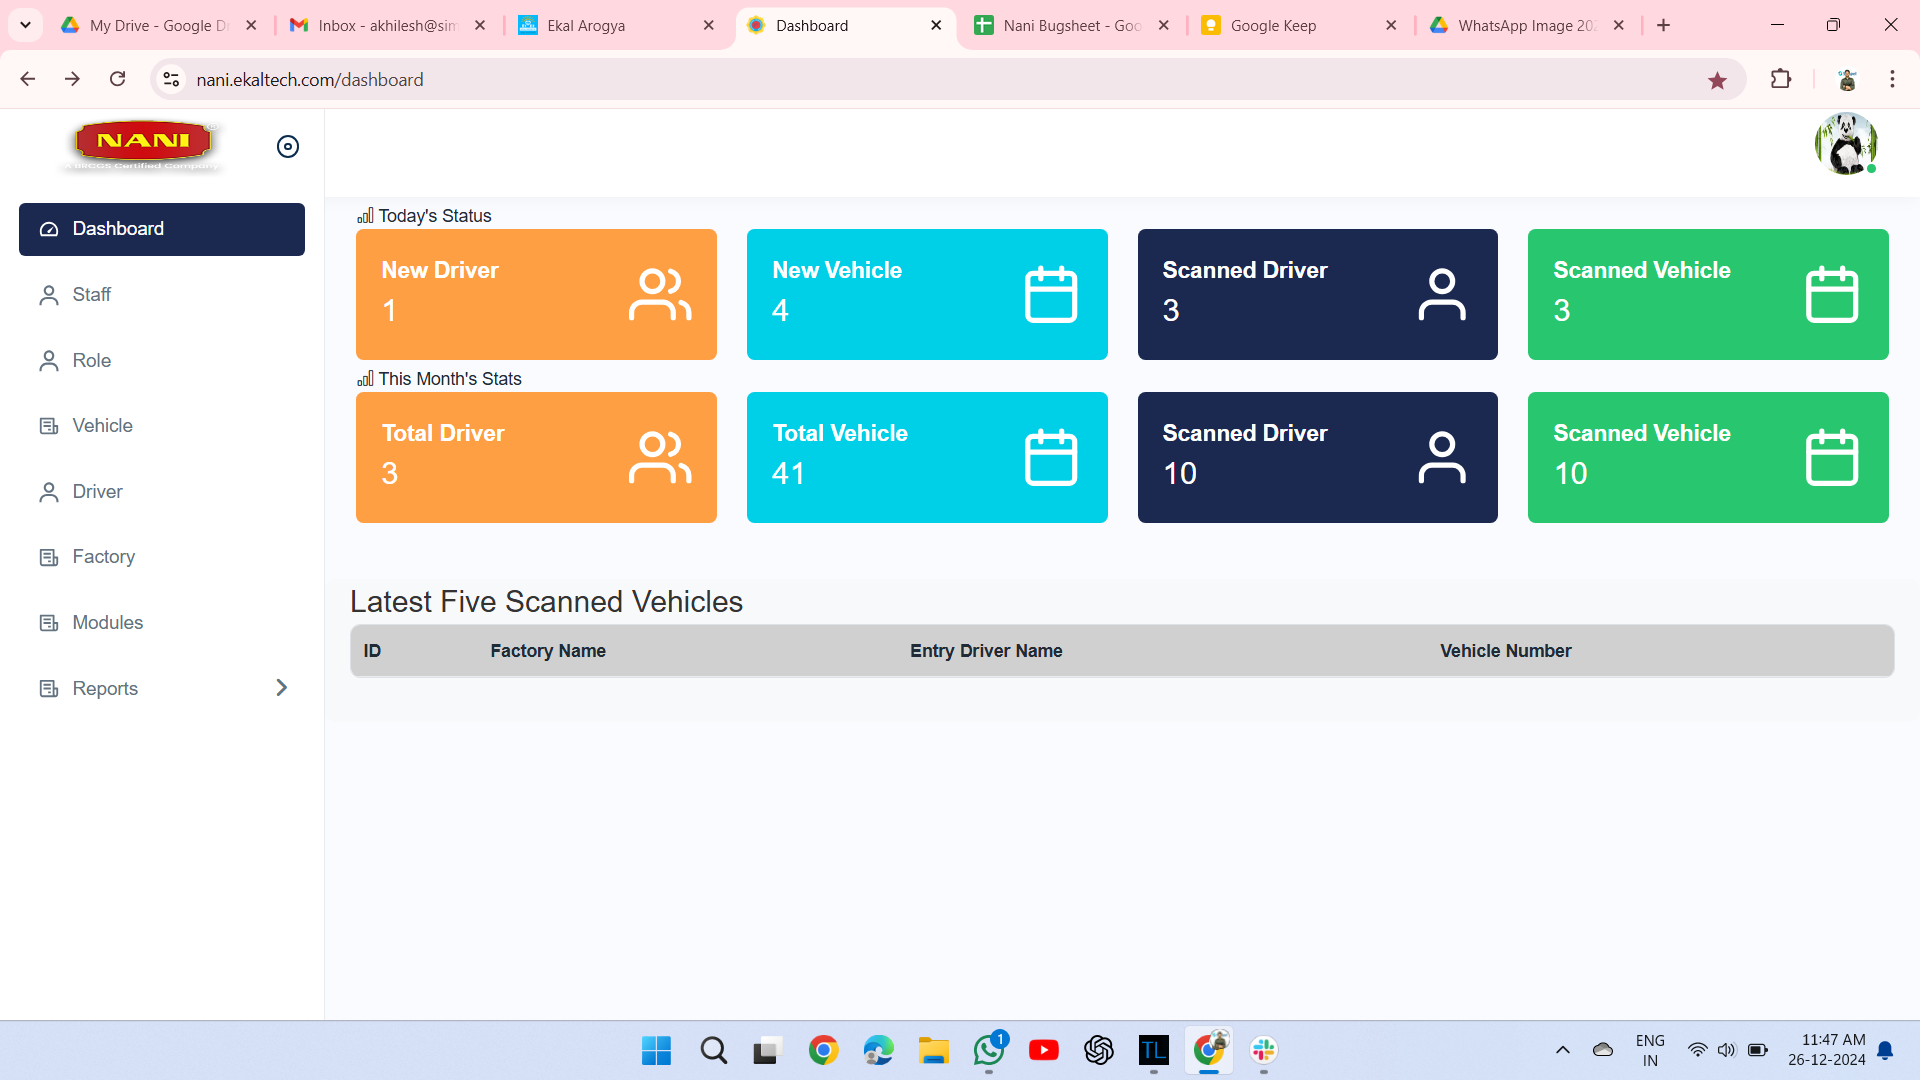 My Drive - Google Dr
Inbox - akhilesh@sim
Ekal Arogya
Dashboard
Nani Bugsheet - Goo
Google Keep
WhatsApp Image 202
nani.ekaltech.com/dashboard
NANI
Certified Company
Dashboard
Staff
Role
Vehicle
Driver
Factory
Modules
Reports
Today's Status
New Driver
1
New Vehicle
4
Scanned Driver
3
Scanned Vehicle
3
This Month's Stats
Total Driver
3
Total Vehicle
41
Scanned Driver
10
Scanned Vehicle
10
Latest Five Scanned Vehicles
ID Factory Name Entry Driver Name Vehicle Number
1
TL
ENG
IN
11:47 AM
26-12-2024